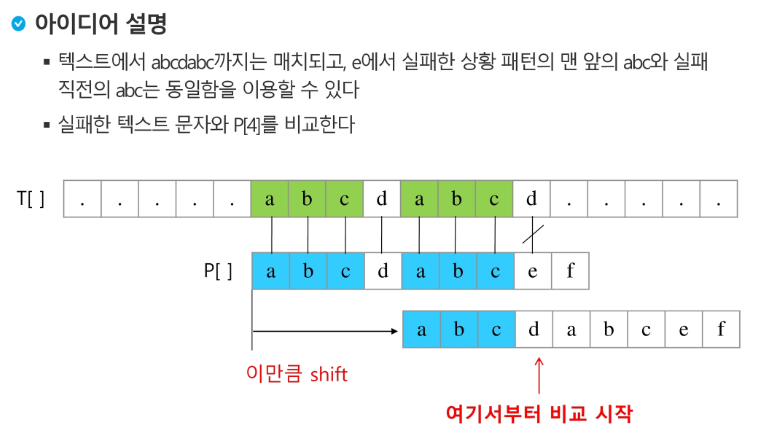 아이디어 설명
텍스트에서 abcdabc까지는 매치되고, e에서 실패한 상황 패턴의 맨 앞의 abc와 실패
직전의 abc는 동일함을 이용할 수 있다
실패한 텍스트 문자와 P[4]를 비교한다
T[ ] . . . . . a b c d a b c d . . . . .
P[ ] a b c d a b c e f
a b c d a b c e f
이만큼 shift
여기서부터 비교 시작